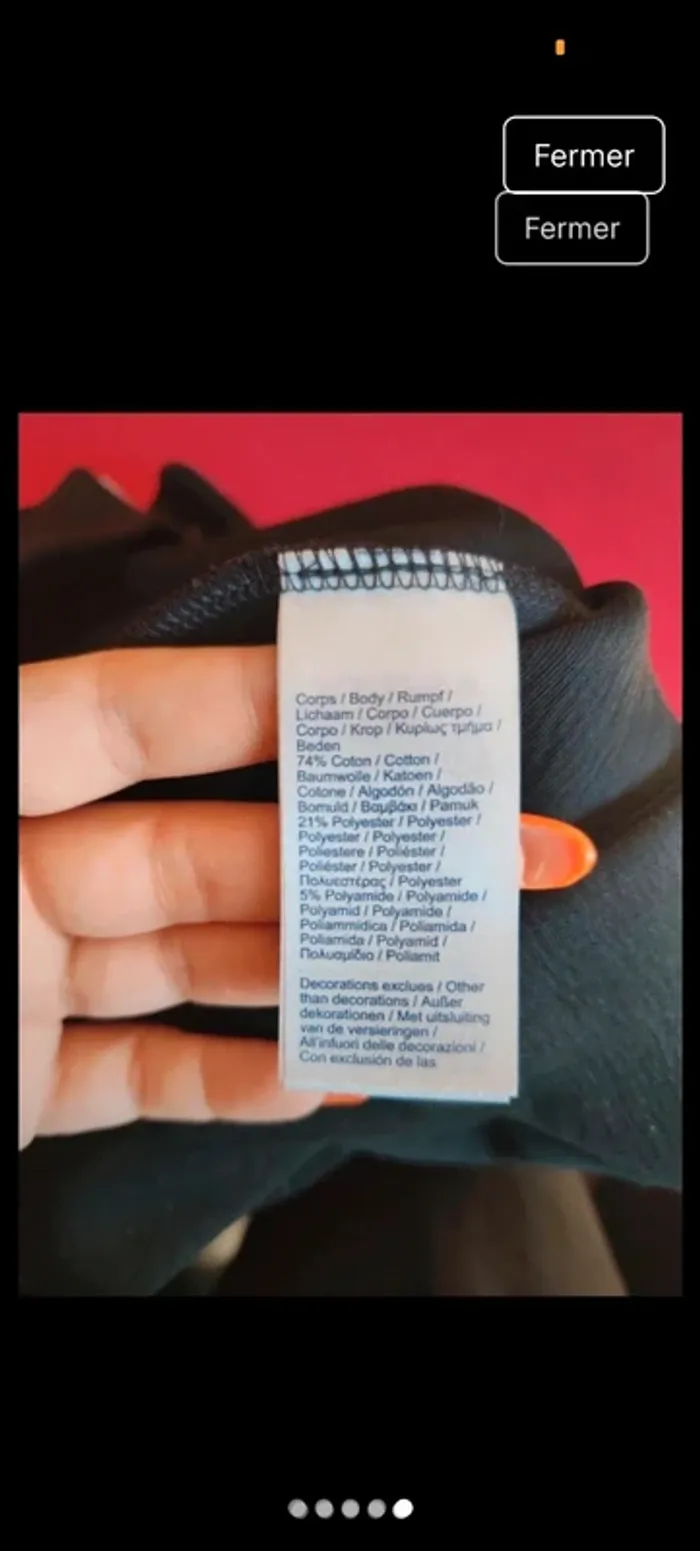 Fermer
Fermer
Corps / Body / Rumpf /
Lichaam / Corpo / Cuerpo /
Corpo / Krop / Κυρίως τμήμα /
Beden
74% Coton / Cotton /
Baumwolle / Katoen /
Cotone / Algodón / Algodão /
Bomuld / Βαμβάκι / Pamuk
21% Polyester / Polyester /
Polyester / Polyester /
Poliestere / Poliéster /
Poliéster / Polyester /
Πολυεστέρας / Polyester
5% Polyamide / Polyamide /
Polyamid / Polyamide /
Poliammidica / Poliamida /
Poliamida / Polyamid /
Πολυαμίδιο / Poliamit
Decorations exclues / Other
than decorations / Außer
dekorationen / Met uitsluiting
van de versieringen /
All'infuori delle decorazioni /
Con exclusión de las